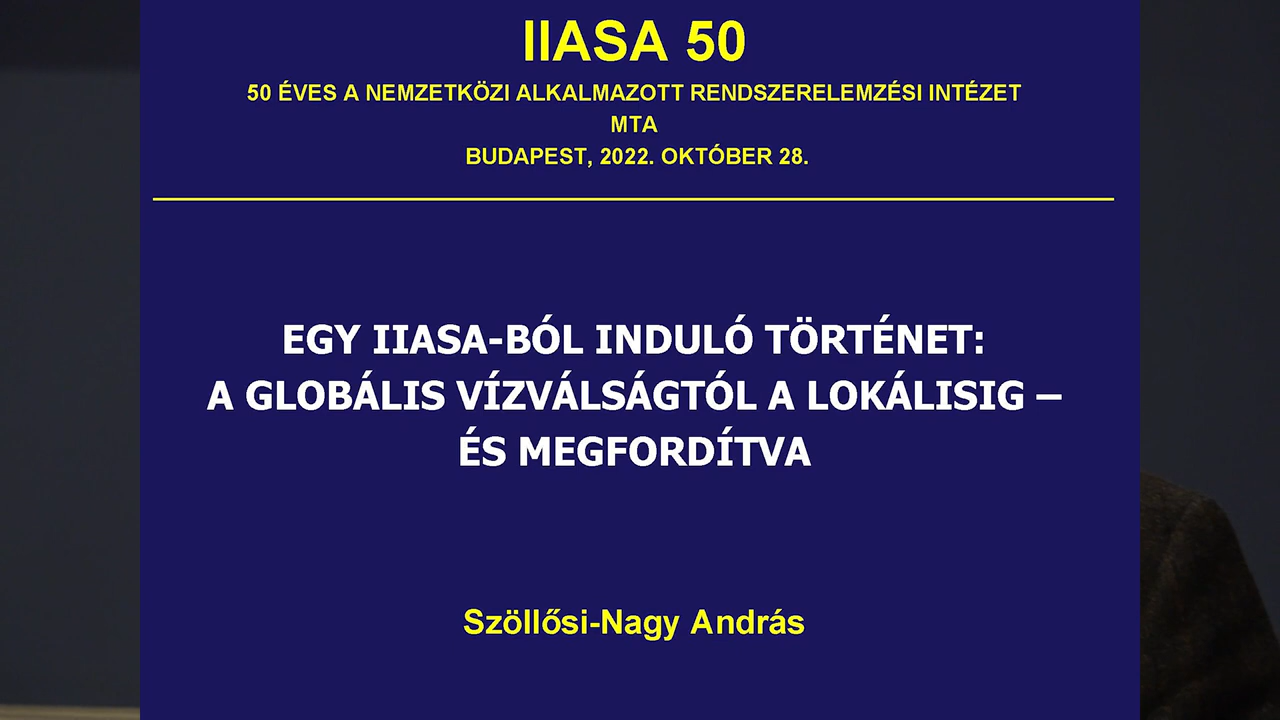 IIASA 50
50 ÉVES A NEMZETKÖZI ALKALMAZOTT RENDSZERELEMZÉSI INTÉZET
MTA
BUDAPEST, 2022. OKTÓBER 28.
EGY IIASA-BÓL INDULÓ TÖRTÉNET:
A GLOBÁLIS VÍZVÁLSÁGTÓL A LOKÁLISIG –
ÉS MEGFORDÍTVA
Szöllősi-Nagy András